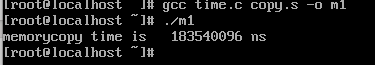 [root@localhost ~]# gcc time.c copy.s -o m1
[root@localhost ~]# ./m1
memorycopy time is 183540096 ns
[root@localhost ~]#